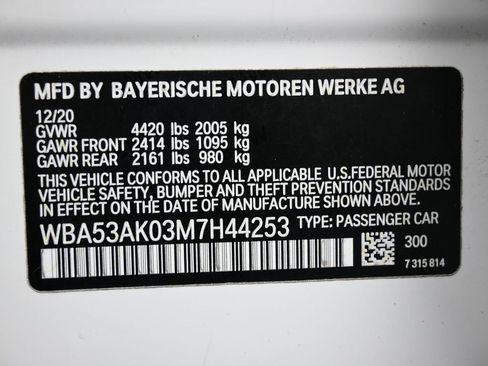 MFD BY BAYERISCHE MOTOREN WERKE AG
12/20
GVWR 4420 lbs 2005 kg
GAWR FRONT 2414 lbs 1095 kg
GAWR REAR 2161 lbs 980 kg
THIS VEHICLE CONFORMS TO ALL APPLICABLE U.S.FEDERAL MOTOR
VEHICLE SAFETY, BUMPER AND THEFT PREVENTION STANDARDS
IN EFFECT ON THE DATE OF MANUFACTURE SHOWN ABOVE.
WBA53AK03M7H44253 TYPE: PASSENGER CAR
300
7 315 814